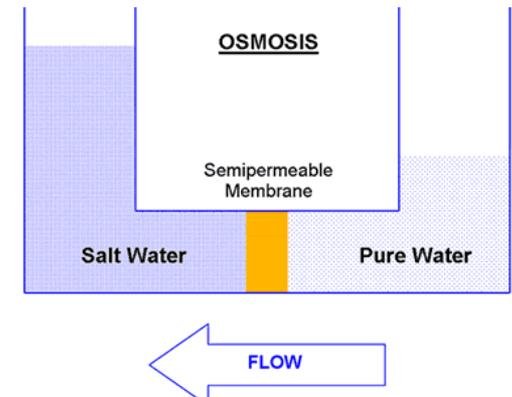 OSMOSIS
Semipermeable
Membrane
Salt Water
Pure Water
FLOW